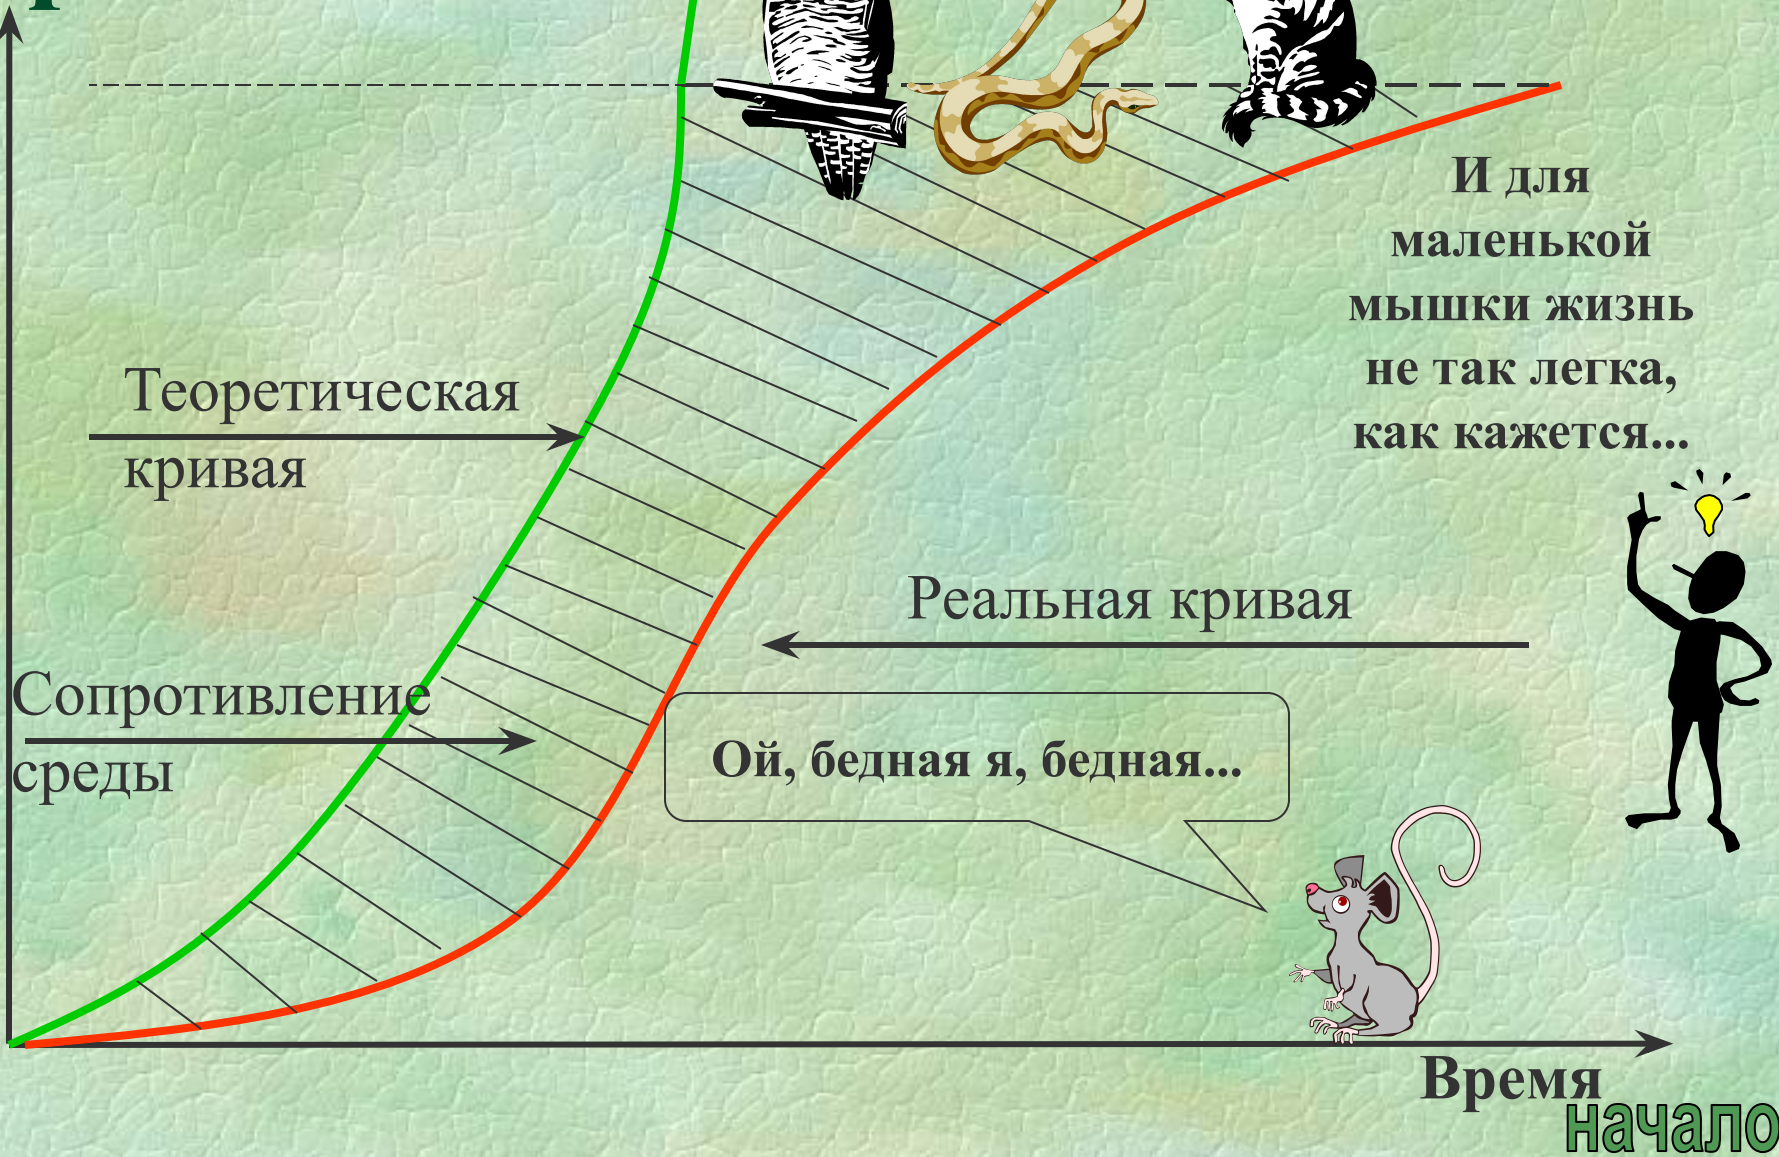 И для
маленькой
мышки жизнь
не так легка,
как кажется...
Теоретическая
кривая
Реальная кривая
Сопротивление
среды
Ой, бедная я, бедная...
Время
начало